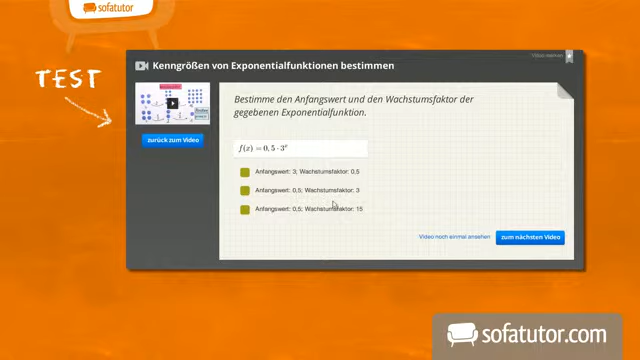 sofatutor
TEST
Kenngrößen von Exponentialfunktionen bestimmen
zurück zum Video
Bestimme den Anfangswert und den Wachstumsfaktor der
gegebenen Exponentialfunktion.
f(x) = 0,5 · 3ˣ
Anfangswert: 3; Wachstumsfaktor: 0,5
Anfangswert: 0,5; Wachstumsfaktor: 3
Anfangswert: 0,5; Wachstumsfaktor: 15
Video noch einmal ansehen
zum nächsten Video
sofatutor.com